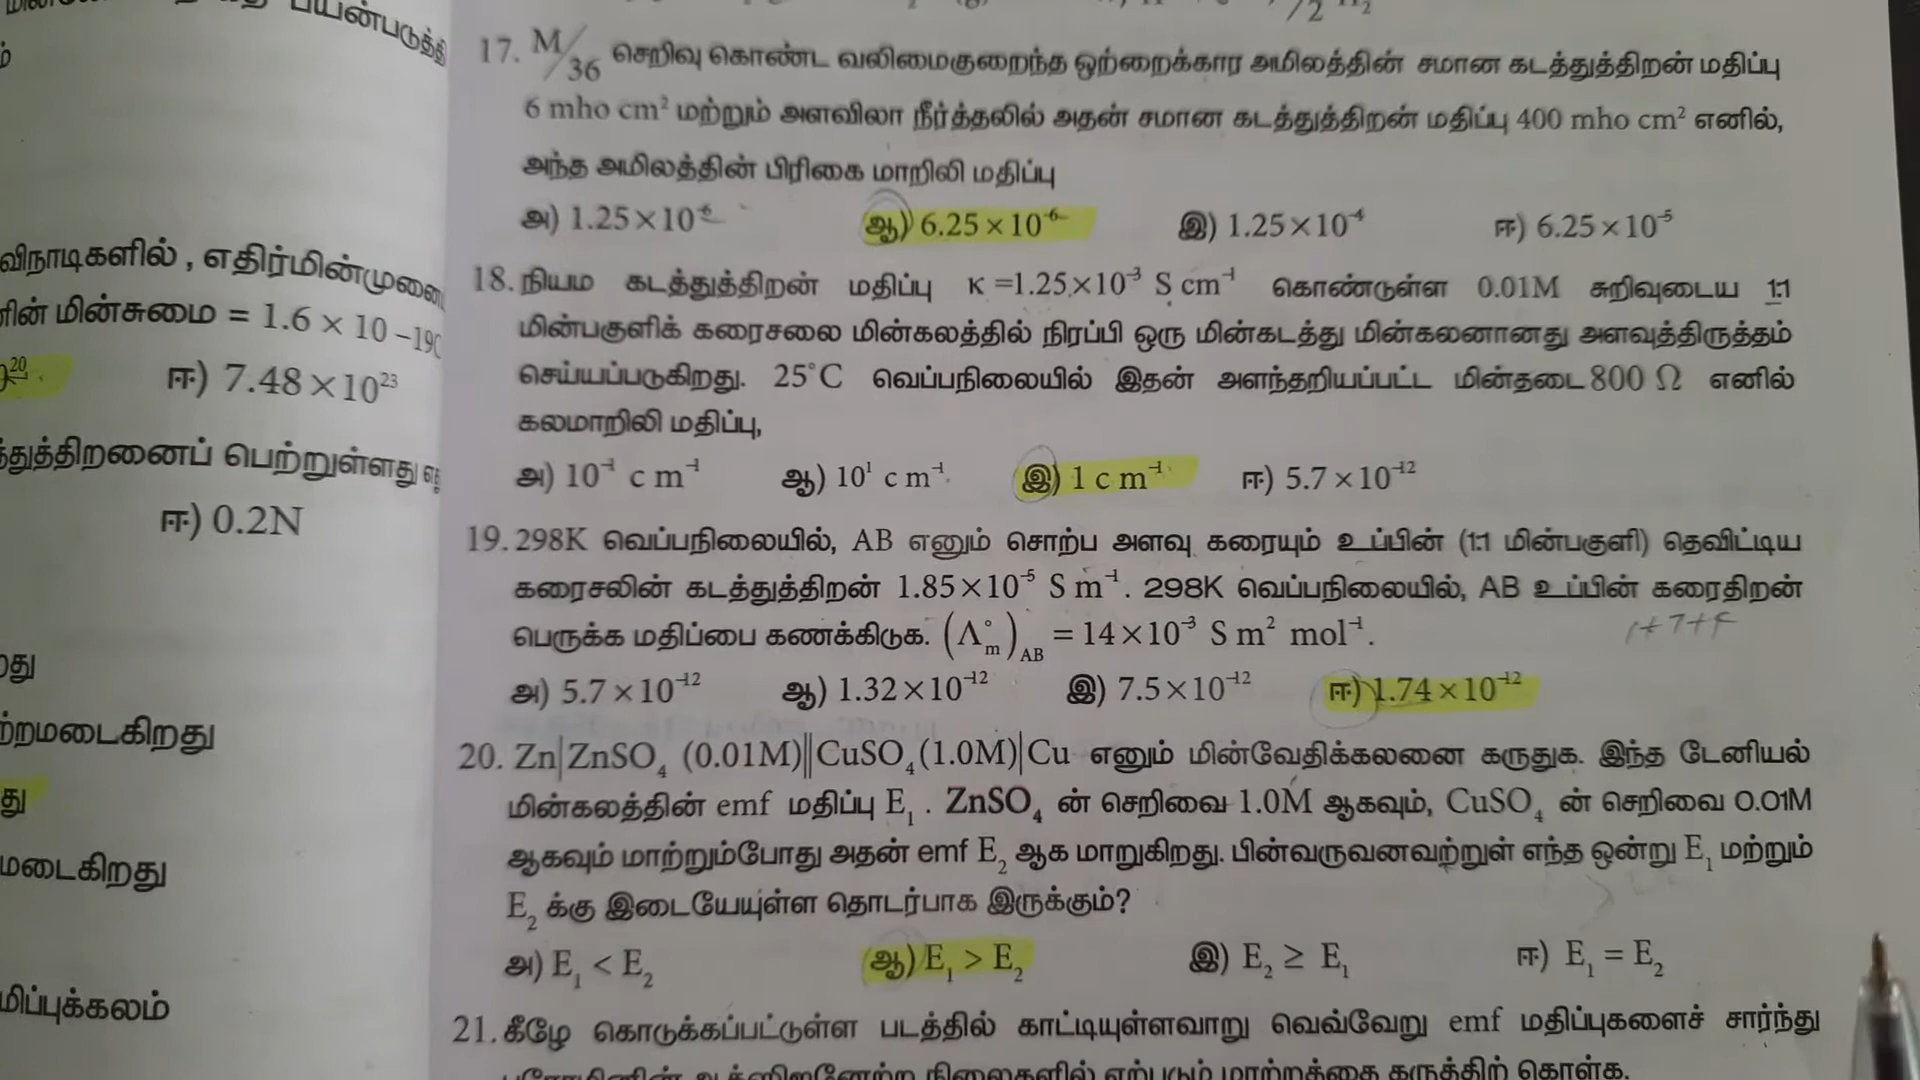 பயன்படுத்தி
விநாடிகளில் , எதிர்மின்முனை
ரின் மின்சுமை = 1.6 × 10 –19C
20 ஈ) 7.48 × 10²³
த்துத்திறனைப் பெற்றுள்ளது
ஈ) 0.2N
றது
ற்றமடைகிறது
து
மடைகிறது
மிப்புக்கலம்
17. M/36 செறிவு கொண்ட வலிமைகுறைந்த ஒற்றைக்கார அமிலத்தின் சமான கடத்துத்திறன் மதிப்பு
6 mho cm² மற்றும் அளவிலா நீர்த்தலில் அதன் சமான கடத்துத்திறன் மதிப்பு 400 mho cm² எனில்,
அந்த அமிலத்தின் பிரிகை மாறிலி மதிப்பு
அ) 1.25×10⁻⁶ ஆ) 6.25×10⁻⁶ இ) 1.25×10⁻⁴ ஈ) 6.25×10⁻⁵
18. நியம கடத்துத்திறன் மதிப்பு κ =1.25×10⁻³ S cm⁻¹ கொண்டுள்ள 0.01M சுறிவுடைய 1:1
மின்பகுளிக் கரைசலை மின்கலத்தில் நிரப்பி ஒரு மின்கடத்து மின்கலனானது அளவுத்திருத்தம்
செய்யப்படுகிறது. 25°C வெப்பநிலையில் இதன் அளந்தறியப்பட்ட மின்தடை 800 Ω எனில்
கலமாறிலி மதிப்பு,
அ) 10⁻¹ c m⁻¹ ஆ) 10¹ c m⁻¹ இ) 1 c m⁻¹ ஈ) 5.7×10⁻¹²
19. 298K வெப்பநிலையில், AB எனும் சொற்ப அளவு கரையும் உப்பின் (1:1 மின்பகுளி) தெவிட்டிய
கரைசலின் கடத்துத்திறன் 1.85×10⁻⁵ S m⁻¹. 298K வெப்பநிலையில், AB உப்பின் கரைதிறன்
பெருக்க மதிப்பை கணக்கிடுக. (Λ°m)AB = 14×10⁻³ S m² mol⁻¹.
அ) 5.7×10⁻¹² ஆ) 1.32×10⁻¹² இ) 7.5×10⁻¹² ஈ) 1.74×10⁻¹²
20. Zn|ZnSO₄ (0.01M)||CuSO₄ (1.0M)|Cu எனும் மின்வேதிக்கலனை கருதுக. இந்த டேனியல்
மின்கலத்தின் emf மதிப்பு E₁ . ZnSO₄ ன் செறிவை 1.0M ஆகவும், CuSO₄ ன் செறிவை 0.01M
ஆகவும் மாற்றும்போது அதன் emf E₂ ஆக மாறுகிறது. பின்வருவனவற்றுள் எந்த ஒன்று E₁ மற்றும்
E₂ க்கு இடையேயுள்ள தொடர்பாக இருக்கும்?
அ) E₁ < E₂ ஆ) E₁ > E₂ இ) E₂ ≥ E₁ ஈ) E₁ = E₂
21. கீழே கொடுக்கப்பட்டுள்ள படத்தில் காட்டியுள்ளவாறு வெவ்வேறு emf மதிப்புகளைச் சார்ந்து
நிலைகளில் ஏற்படும் மாற்றத்தை கருத்திற் கொள்க.